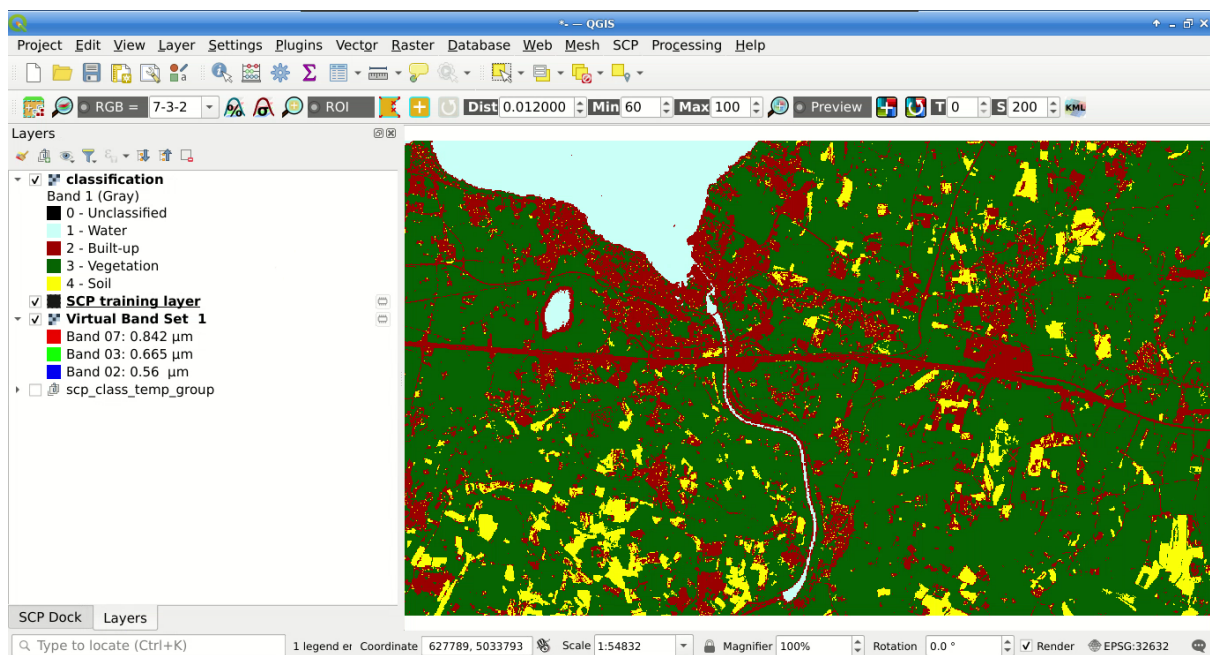 *- — QGIS
Project Edit View Layer Settings Plugins Vector Raster Database Web Mesh SCP Processing Help
RGB = 7-3-2 ROI Dist 0.012000 Min 60 Max 100 Preview T 0 S 200 KML
Layers
classification
Band 1 (Gray)
0 - Unclassified
1 - Water
2 - Built-up
3 - Vegetation
4 - Soil
SCP training layer
Virtual Band Set 1
Band 07: 0.842 µm
Band 03: 0.665 µm
Band 02: 0.56 µm
scp_class_temp_group
SCP Dock Layers
Type to locate (Ctrl+K) 1 legend er Coordinate 627789, 5033793 Scale 1:54832 Magnifier 100% Rotation 0.0 ° Render EPSG:32632